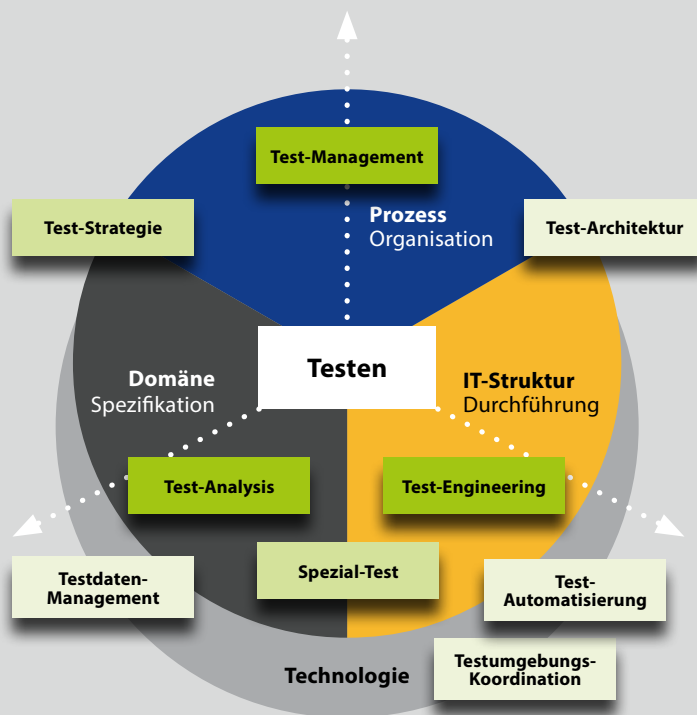 Test-Management
Test-Strategie
Prozess
Organisation
Test-Architektur
Testen
Domäne
Spezifikation
IT-Struktur
Durchführung
Test-Analysis
Test-Engineering
Spezial-Test
Testdaten-
Management
Test-
Automatisierung
Technologie
Testumgebungs-
Koordination